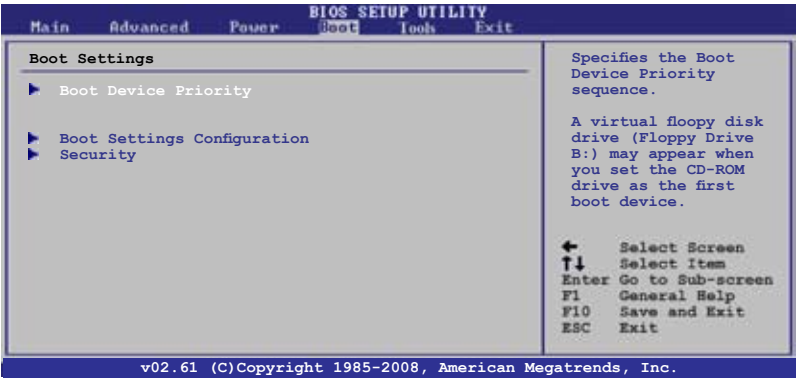 BIOS SETUP UTILITY
Main Advanced Power Boot Tools Exit
Boot Settings
Boot Device Priority
Boot Settings Configuration
Security
Specifies the Boot
Device Priority
sequence.
A virtual floopy disk
drive (Floppy Drive
B:) may appear when
you set the CD-ROM
drive as the first
boot device.
← Select Screen
↑↓ Select Item
Enter Go to Sub-screen
F1 General Help
F10 Save and Exit
ESC Exit
v02.61 (C)Copyright 1985-2008, American Megatrends, Inc.